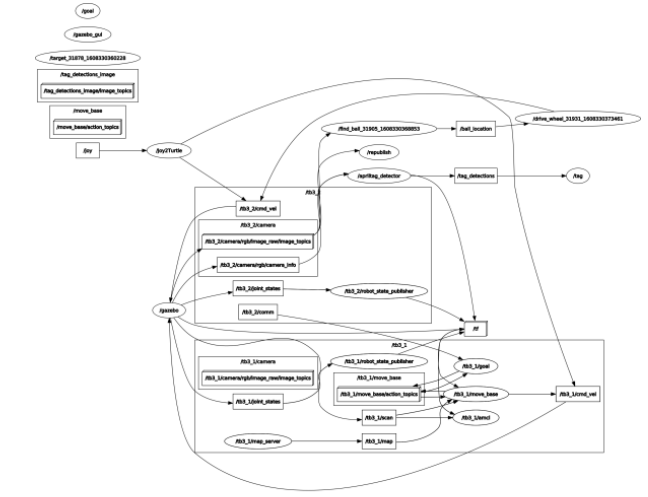 /goal
/gazebo_gui
/target_31878_1608330360228
/tag_detections_image
/tag_detections_image/image_topics
/move_base
/move_base/action_topics
/joy
/joy2Turtle
/find_ball_31905_1608330368853
/ball_location
/drive_wheel_31931_1608330373461
/republish
/apriltag_detector
/tag_detections
/tag
/tb3_2/cmd_vel
/tb3_2/camera
/tb3_2/camera/rgb/image_raw/image_topics
/tb3_2/camera/rgb/camera_info
/tb3_2/joint_states
/tb3_2/robot_state_publisher
/gazebo
/tb3_2/comm
/tf
/tb3_1
/tb3_1/camera
/tb3_1/robot_state_publisher
/tb3_1/goal
/tb3_1/camera/rgb/image_raw/image_topics
/tb3_1/move_base
/tb3_1/move_base/action_topics
/tb3_1/move_base
/tb3_1/cmd_vel
/tb3_1/joint_states
/tb3_1/scan
/tb3_1/amcl
/tb3_1/map_server
/tb3_1/map